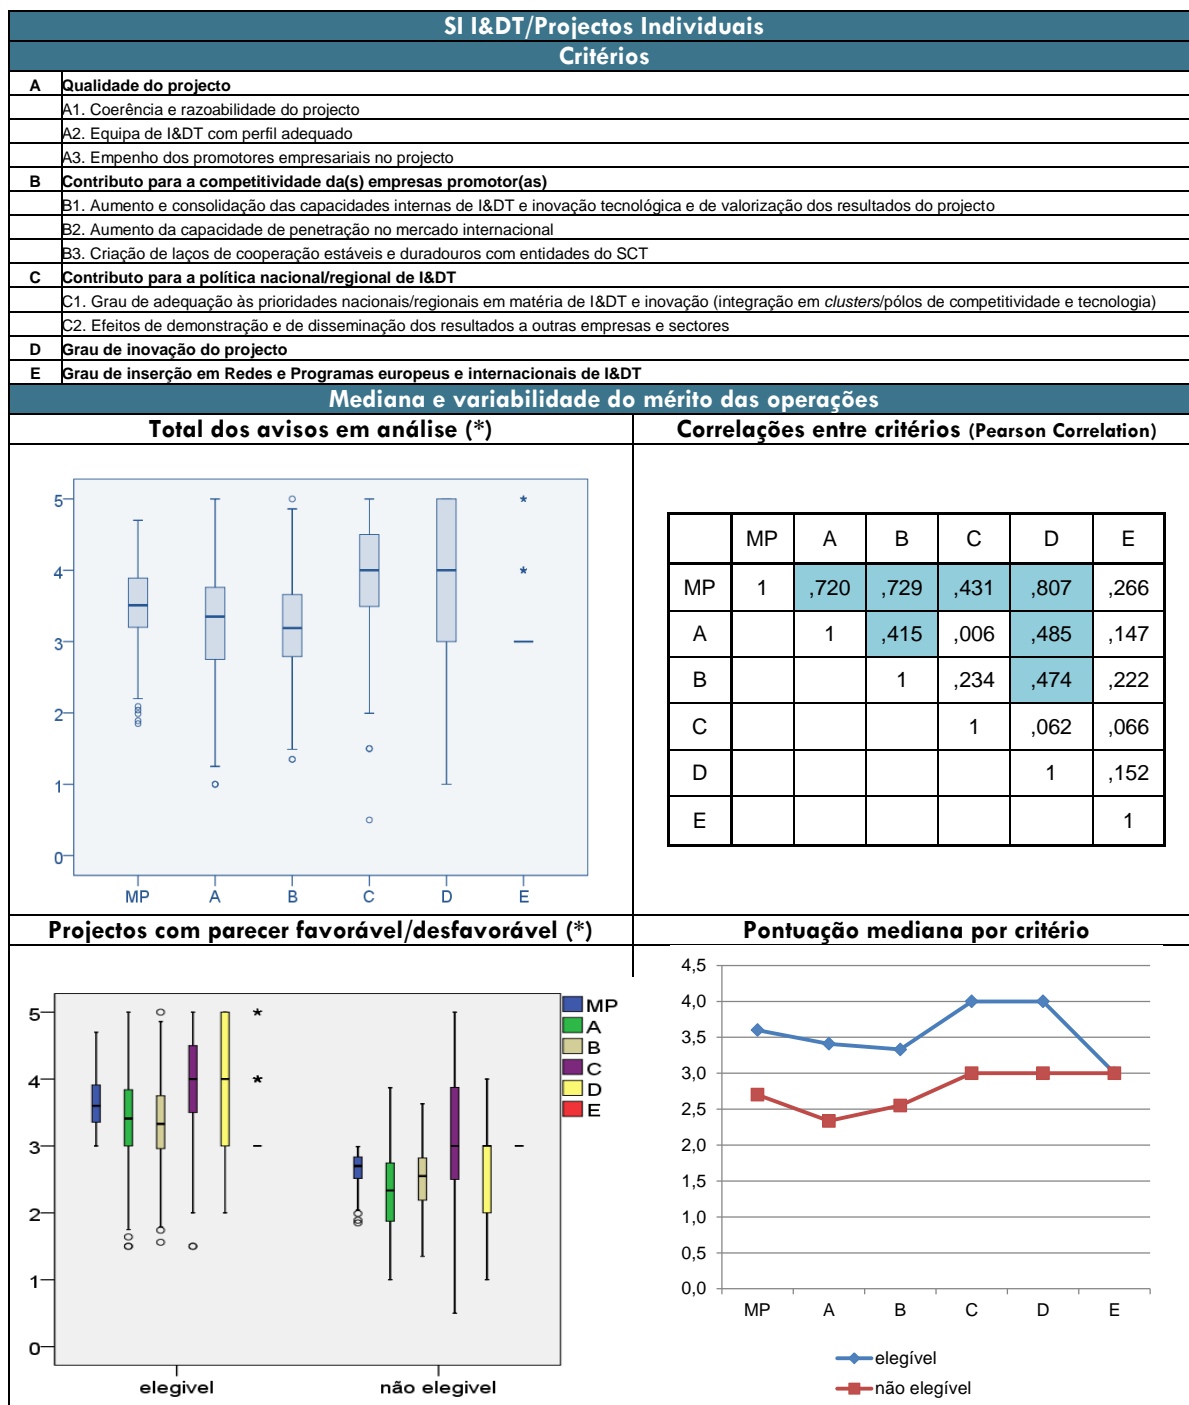 SI I&DT/Projectos Individuais
Critérios
A Qualidade do projecto
A1. Coerência e razoabilidade do projecto
A2. Equipa de I&DT com perfil adequado
A3. Empenho dos promotores empresariais no projecto
B Contributo para a competitividade da(s) empresas promotor(as)
B1. Aumento e consolidação das capacidades internas de I&DT e inovação tecnológica e de valorização dos resultados do projecto
B2. Aumento da capacidade de penetração no mercado internacional
B3. Criação de laços de cooperação estáveis e duradouros com entidades do SCT
C Contributo para a política nacional/regional de I&DT
C1. Grau de adequação às prioridades nacionais/regionais em matéria de I&DT e inovação (integração em clusters/pólos de competitividade e tecnologia)
C2. Efeitos de demonstração e de disseminação dos resultados a outras empresas e sectores
D Grau de inovação do projecto
E Grau de inserção em Redes e Programas europeus e internacionais de I&DT
Mediana e variabilidade do mérito das operações
Total dos avisos em análise (*)
5
4
3
2
1
0
MP A B C D E
Correlações entre critérios (Pearson Correlation)
MP A B C D E
MP 1 ,720 ,729 ,431 ,807 ,266
A 1 ,415 ,006 ,485 ,147
B 1 ,234 ,474 ,222
C 1 ,062 ,066
D 1 ,152
E 1
Projectos com parecer favorável/desfavorável (*)
5
4
3
2
1
0
elegivel não elegivel
MP
A
B
C
D
E
Pontuação mediana por critério
4,5
4,0
3,5
3,0
2,5
2,0
1,5
1,0
0,5
0,0
MP A B C D E
elegível
não elegível